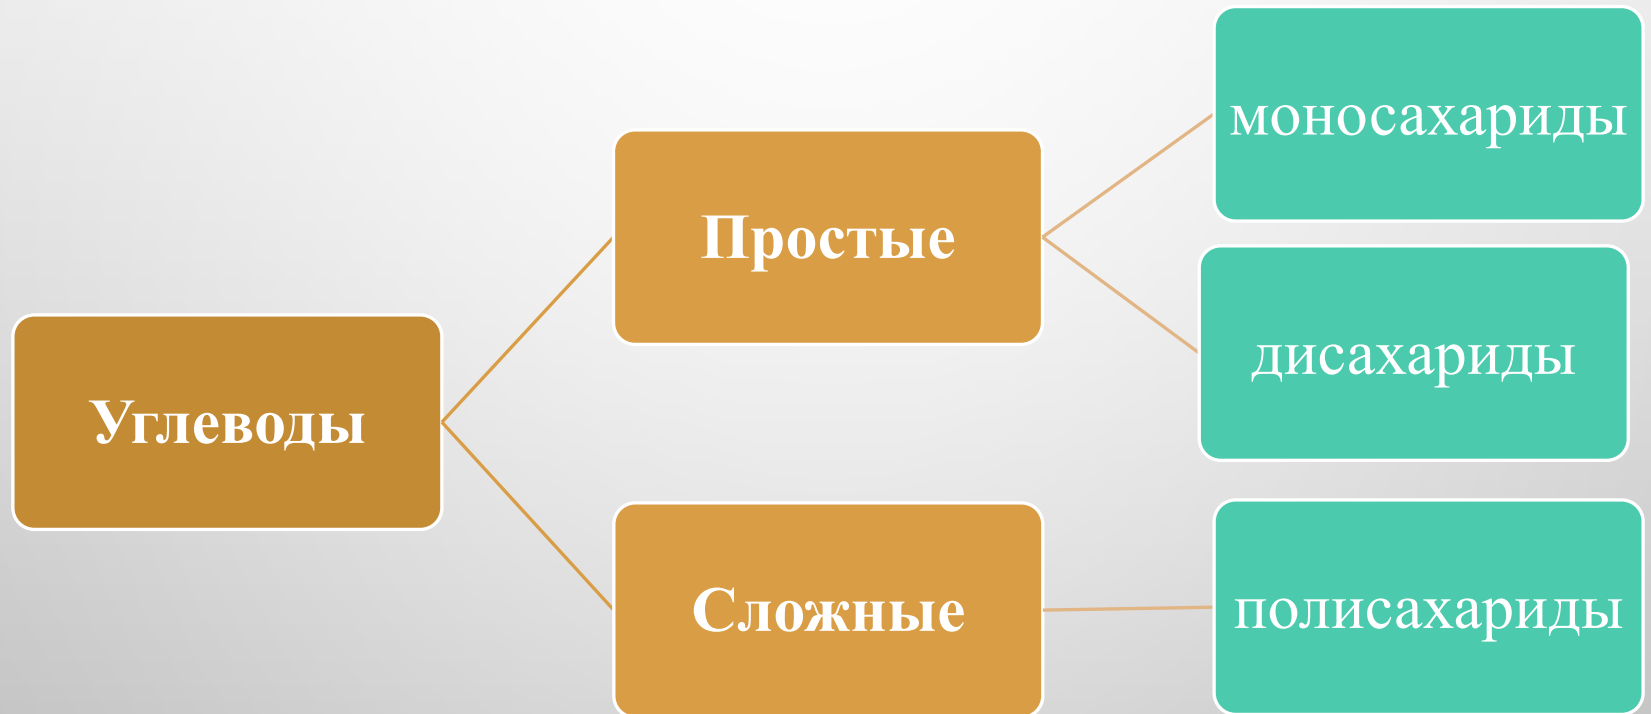 Углеводы
Простые
моносахариды
дисахариды
Сложные
полисахариды